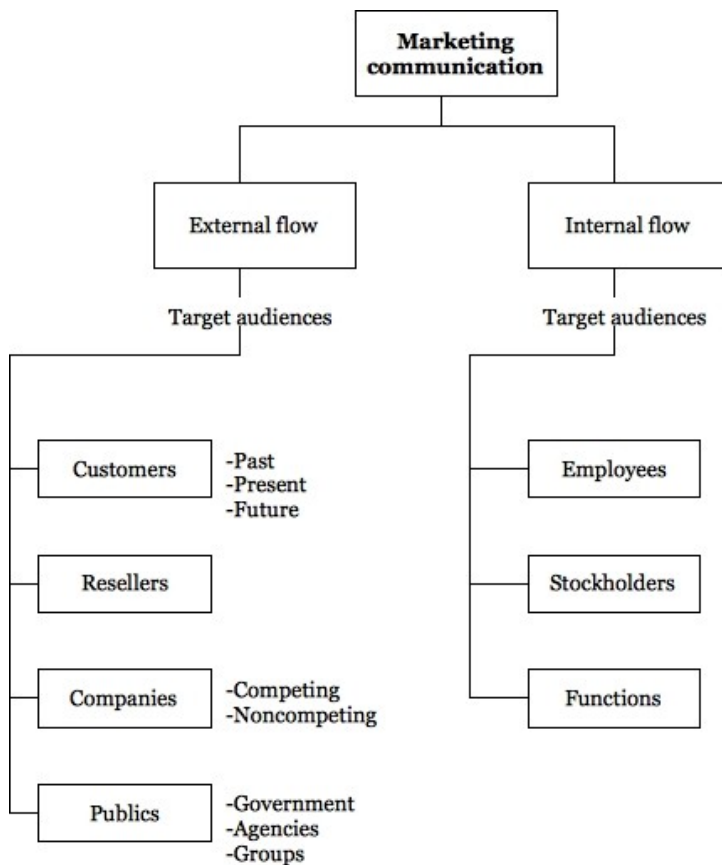 Marketing
communication
External flow
Internal flow
Target audiences
Target audiences
Customers
-Past
-Present
-Future
Employees
Resellers
Stockholders
Companies
-Competing
-Noncompeting
Functions
Publics
-Government
-Agencies
-Groups